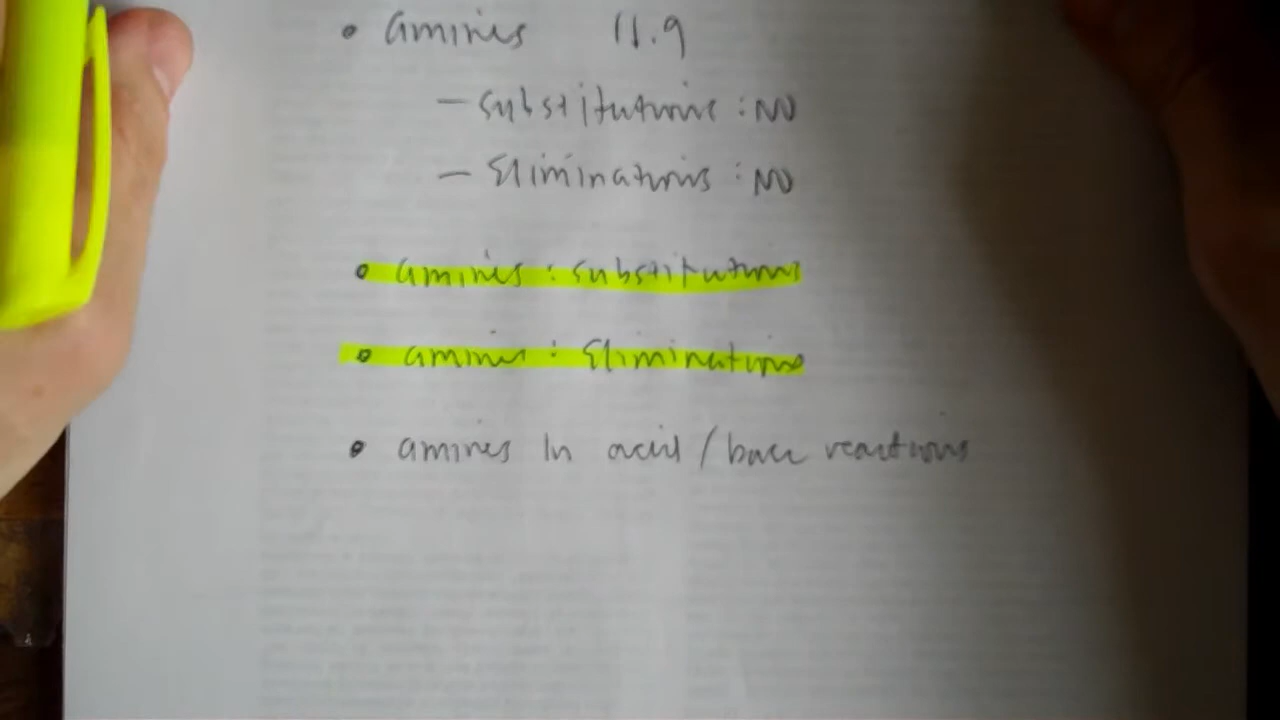 • amines 11.9
– substitutions : NO
– Eliminations : NO
• amines : substitutions
• amines : Eliminations
• amines in acid / base reactions